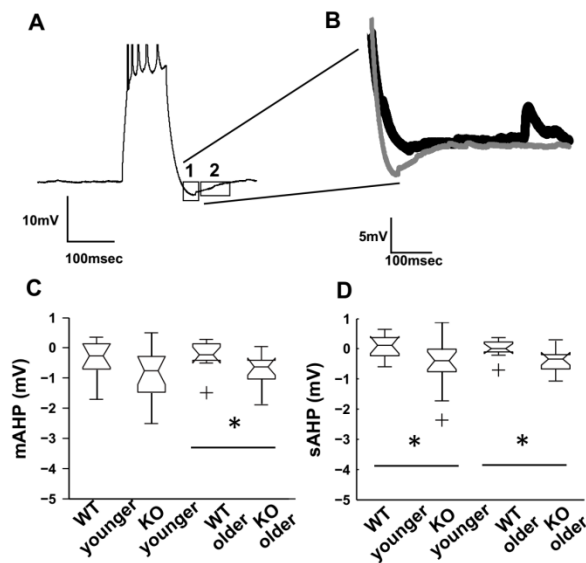 A
B
1 2
10mV
100msec
5mV
100msec
C
D
mAHP (mV)
1
0
−1
−2
−3
−4
−5
*
WT younger
KO younger
WT older
KO older
sAHP (mV)
1
0
−1
−2
−3
−4
−5
*
*
WT younger
KO younger
WT older
KO older